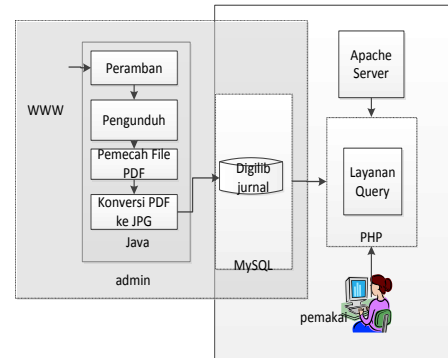 WWW
Peramban
Pengunduh
Pemecah File
PDF
Konversi PDF
ke JPG
Java
admin
Digilib
jurnal
MySQL
Apache
Server
Layanan
Query
PHP
pemakai